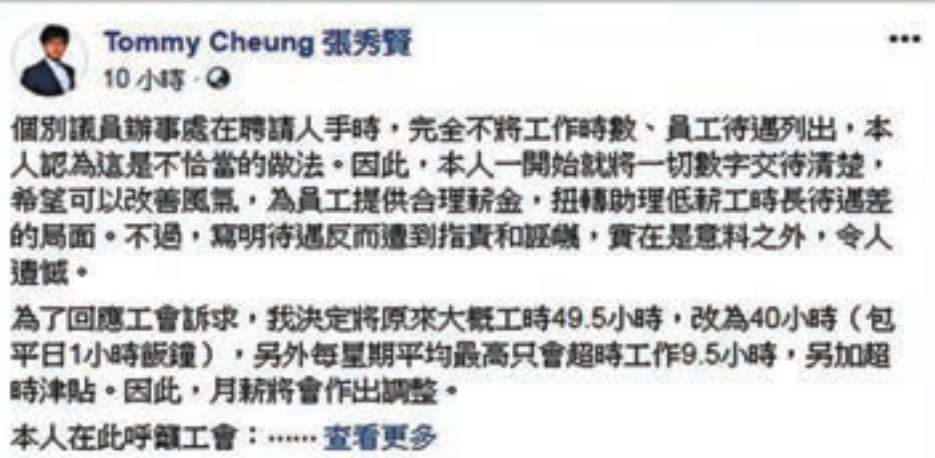 Tommy Cheung 張秀賢
10 小時
個別議員辦事處在聘請人手時，完全不將工作時數、員工待遇列出，本
人認為這是不恰當的做法。因此，本人一開始就將一切數字交待清楚，
希望可以改善風氣，為員工提供合理薪金，扭轉助理低薪工時長待遇差
的局面。不過，寫明待遇反而遭到指責和誣衊，實在是意料之外，令人
遺憾。
為了回應工會訴求，我決定將原來大概工時49.5小時，改為40小時（包
平日1小時飯鐘），另外每星期平均最高只會超時工作9.5小時，另加超
時津貼。因此，月薪將會作出調整。
本人在此呼籲工會：⋯⋯ 查看更多